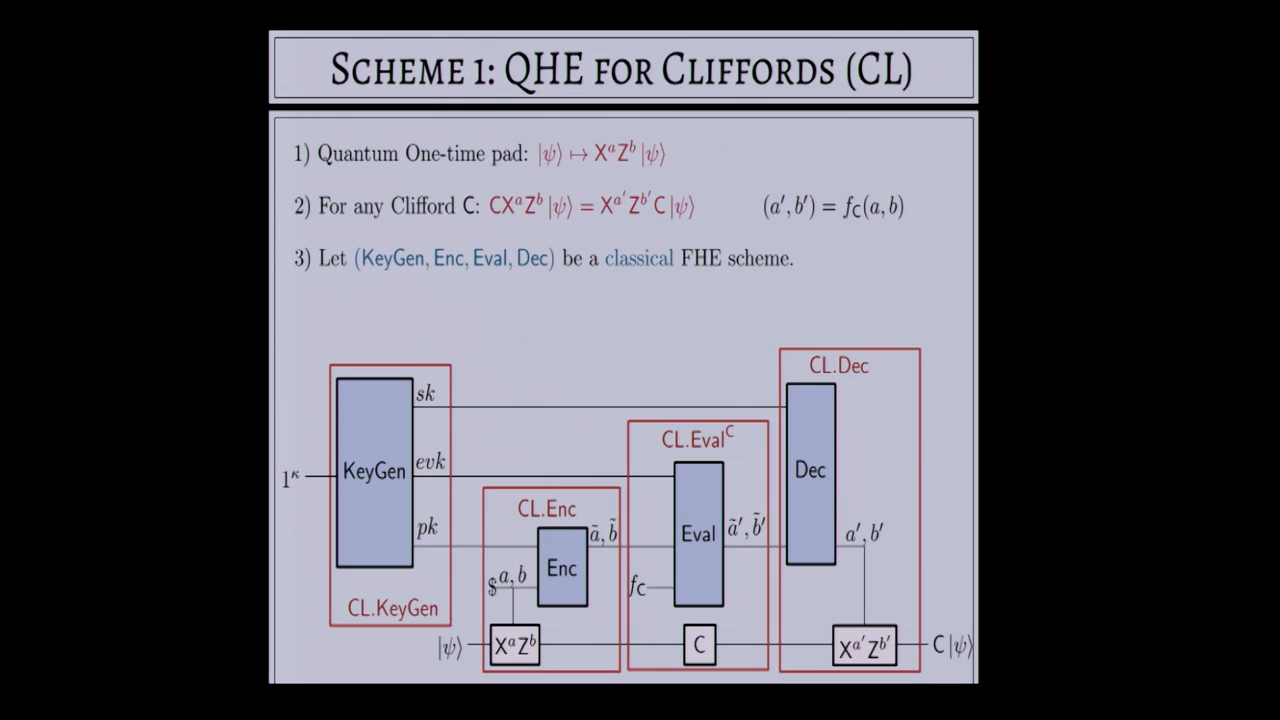 SCHEME 1: QHE FOR CLIFFORDS (CL)
1) Quantum One-time pad: |ψ⟩ ↦ XᵃZᵇ|ψ⟩
2) For any Clifford C: CXᵃZᵇ|ψ⟩ = Xᵃ′Zᵇ′C|ψ⟩ (a′, b′) = f_C(a, b)
3) Let (KeyGen, Enc, Eval, Dec) be a classical FHE scheme.
CL.Dec
sk
CL.Eval^C
evk
1^κ
KeyGen
Dec
CL.Enc
pk
ã, b̃
Eval
ã′, b̃′
a′, b′
Enc
$
a, b
f_C
CL.KeyGen
|ψ⟩
XᵃZᵇ
C
Xᵃ′Zᵇ′
C|ψ⟩